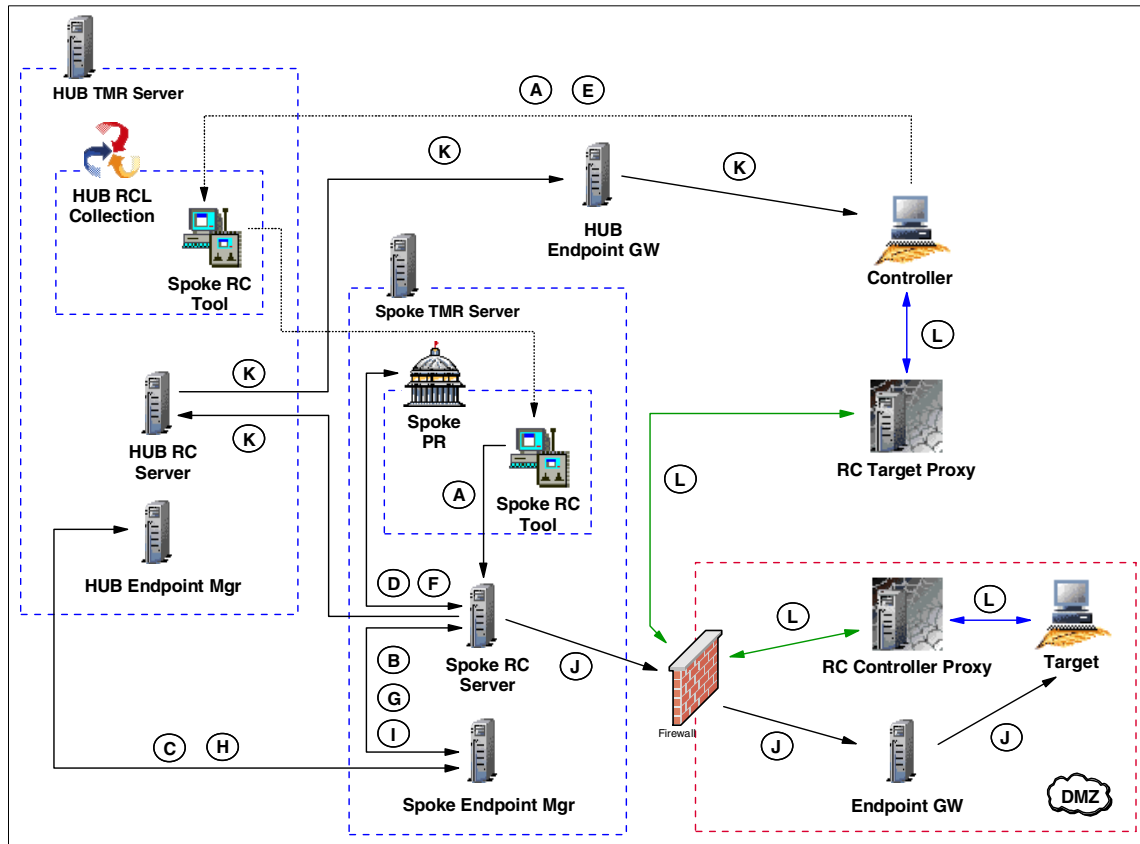 HUB TMR Server
A E
K
K
HUB RCL
Collection
HUB
Endpoint GW
Spoke RC
Tool
Controller
Spoke TMR Server
L
K
Spoke
PR
K
HUB RC
Server
RC Target Proxy
L
A
Spoke RC
Tool
HUB Endpoint Mgr
D F
L
L
B
Spoke RC
Server
J
RC Controller Proxy
Target
G
I
Firewall
J
J
C H
Spoke Endpoint Mgr
Endpoint GW
DMZ